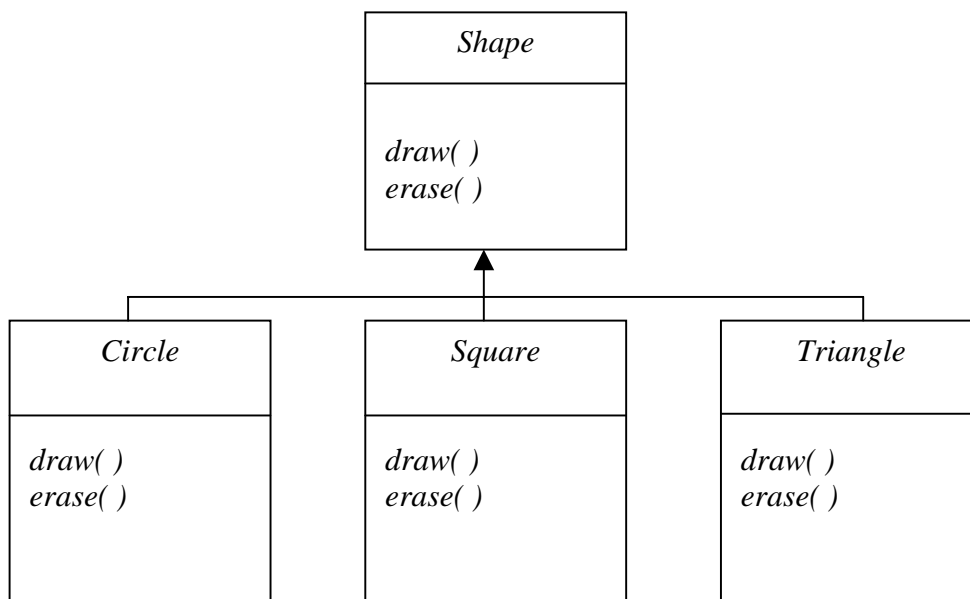 Shape
draw( )
erase( )
Circle
draw( )
erase( )
Square
draw( )
erase( )
Triangle
draw( )
erase( )